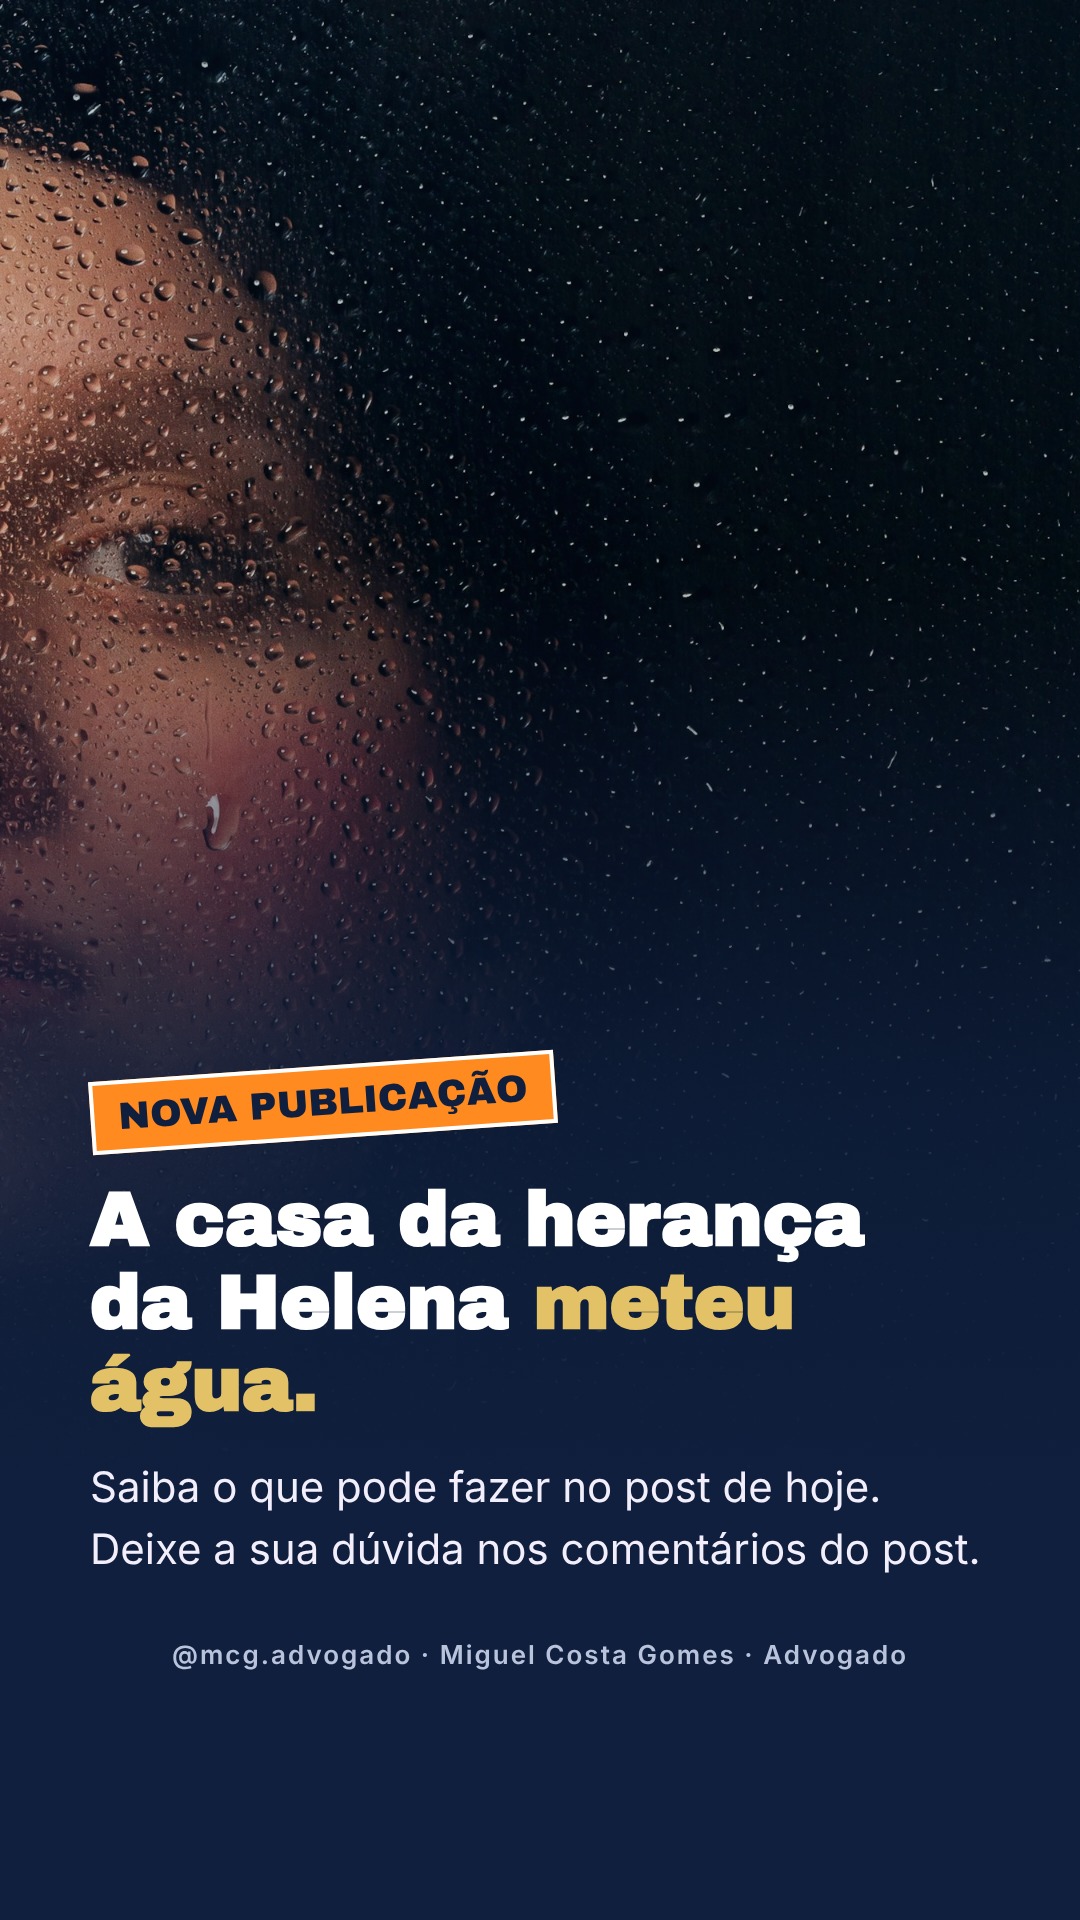 NOVA PUBLICAÇÃO
A casa da herança
da Helena meteu
água.
Saiba o que pode fazer no post de hoje.
Deixe a sua dúvida nos comentários do post.
@mcg.advogado · Miguel Costa Gomes · Advogado